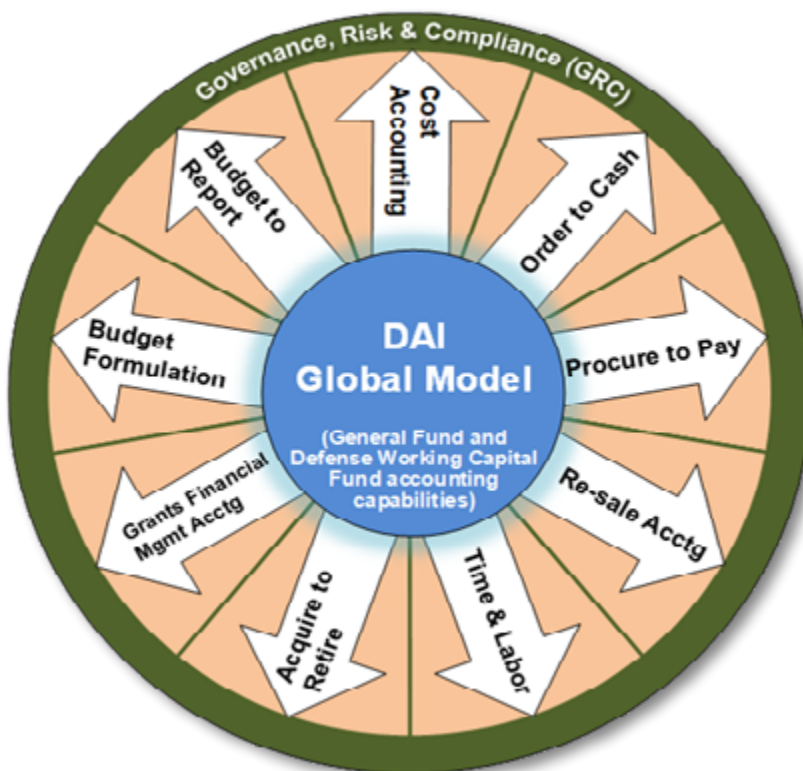 Governance, Risk & Compliance (GRC)
Cost
Accounting
Order to Cash
Procure to Pay
Re-sale Acctg
Time & Labor
Acquire to
Retire
Grants Financial
Mgmt Acctg
Budget
Formulation
Budget to
Report
DAI
Global Model
(General Fund and
Defense Working Capital
Fund accounting
capabilities)